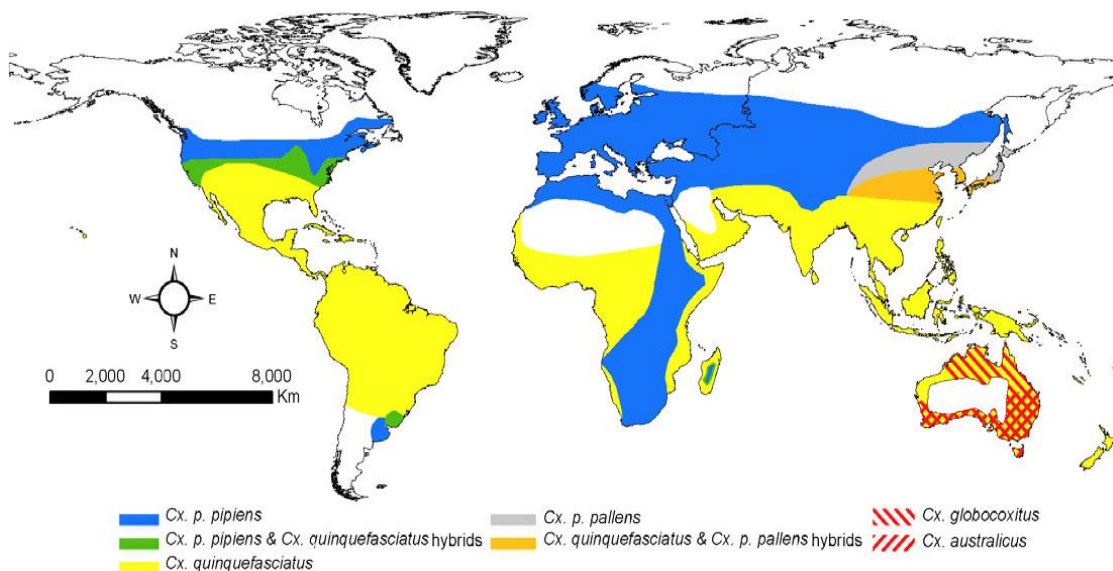 N
W E
S
0 2,000 4,000 8,000
Km
Cx. p. pipiens
Cx. p. pipiens & Cx. quinquefasciatus hybrids
Cx. quinquefasciatus
Cx. p. pallens
Cx. quinquefasciatus & Cx. p. pallens hybrids
Cx. globocoxitus
Cx. australicus